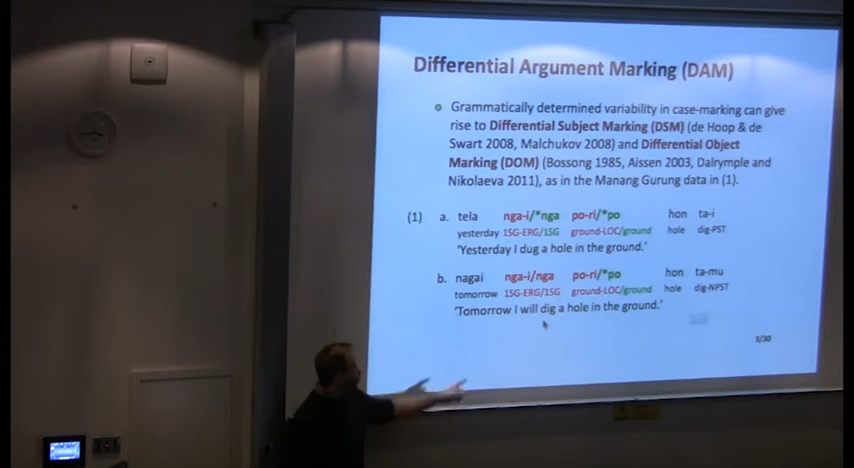 Differential Argument Marking (DAM)
Grammatically determined variability in case-marking can give
rise to Differential Subject Marking (DSM) (de Hoop & de
Swart 2008, Malchukov 2008) and Differential Object
Marking (DOM) (Bossong 1985, Aissen 2003, Dalrymple and
Nikolaeva 2011), as in the Manang Gurung data in (1).
(1) a. tela nga-i/*nga po-ri/*po hon ta-i
yesterday 1SG-ERG/1SG ground-LOC/ground hole dig-PST
'Yesterday I dug a hole in the ground.'
b. nagai nga-i/nga po-ri/*po hon ta-mu
tomorrow 1SG-ERG/1SG ground-LOC/ground hole dig-NPST
'Tomorrow I will dig a hole in the ground.'
3/30